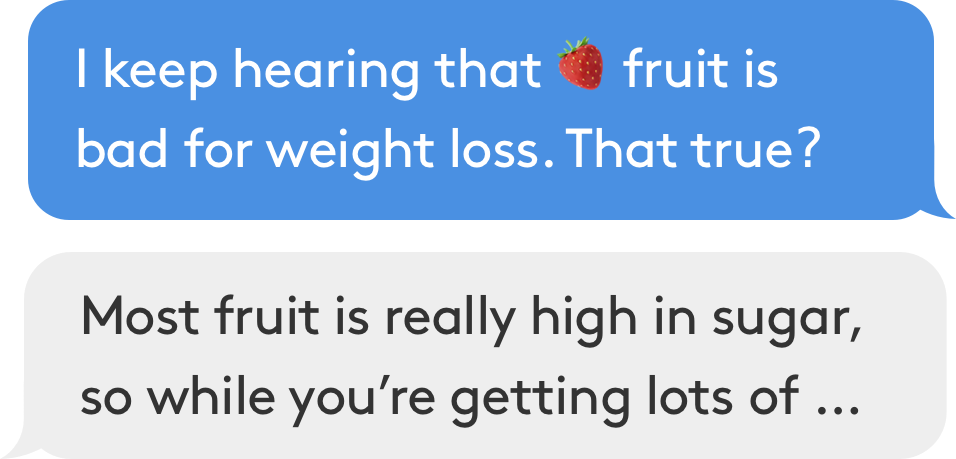 I keep hearing that 🍓 fruit is
bad for weight loss. That true?
Most fruit is really high in sugar,
so while you’re getting lots of ...